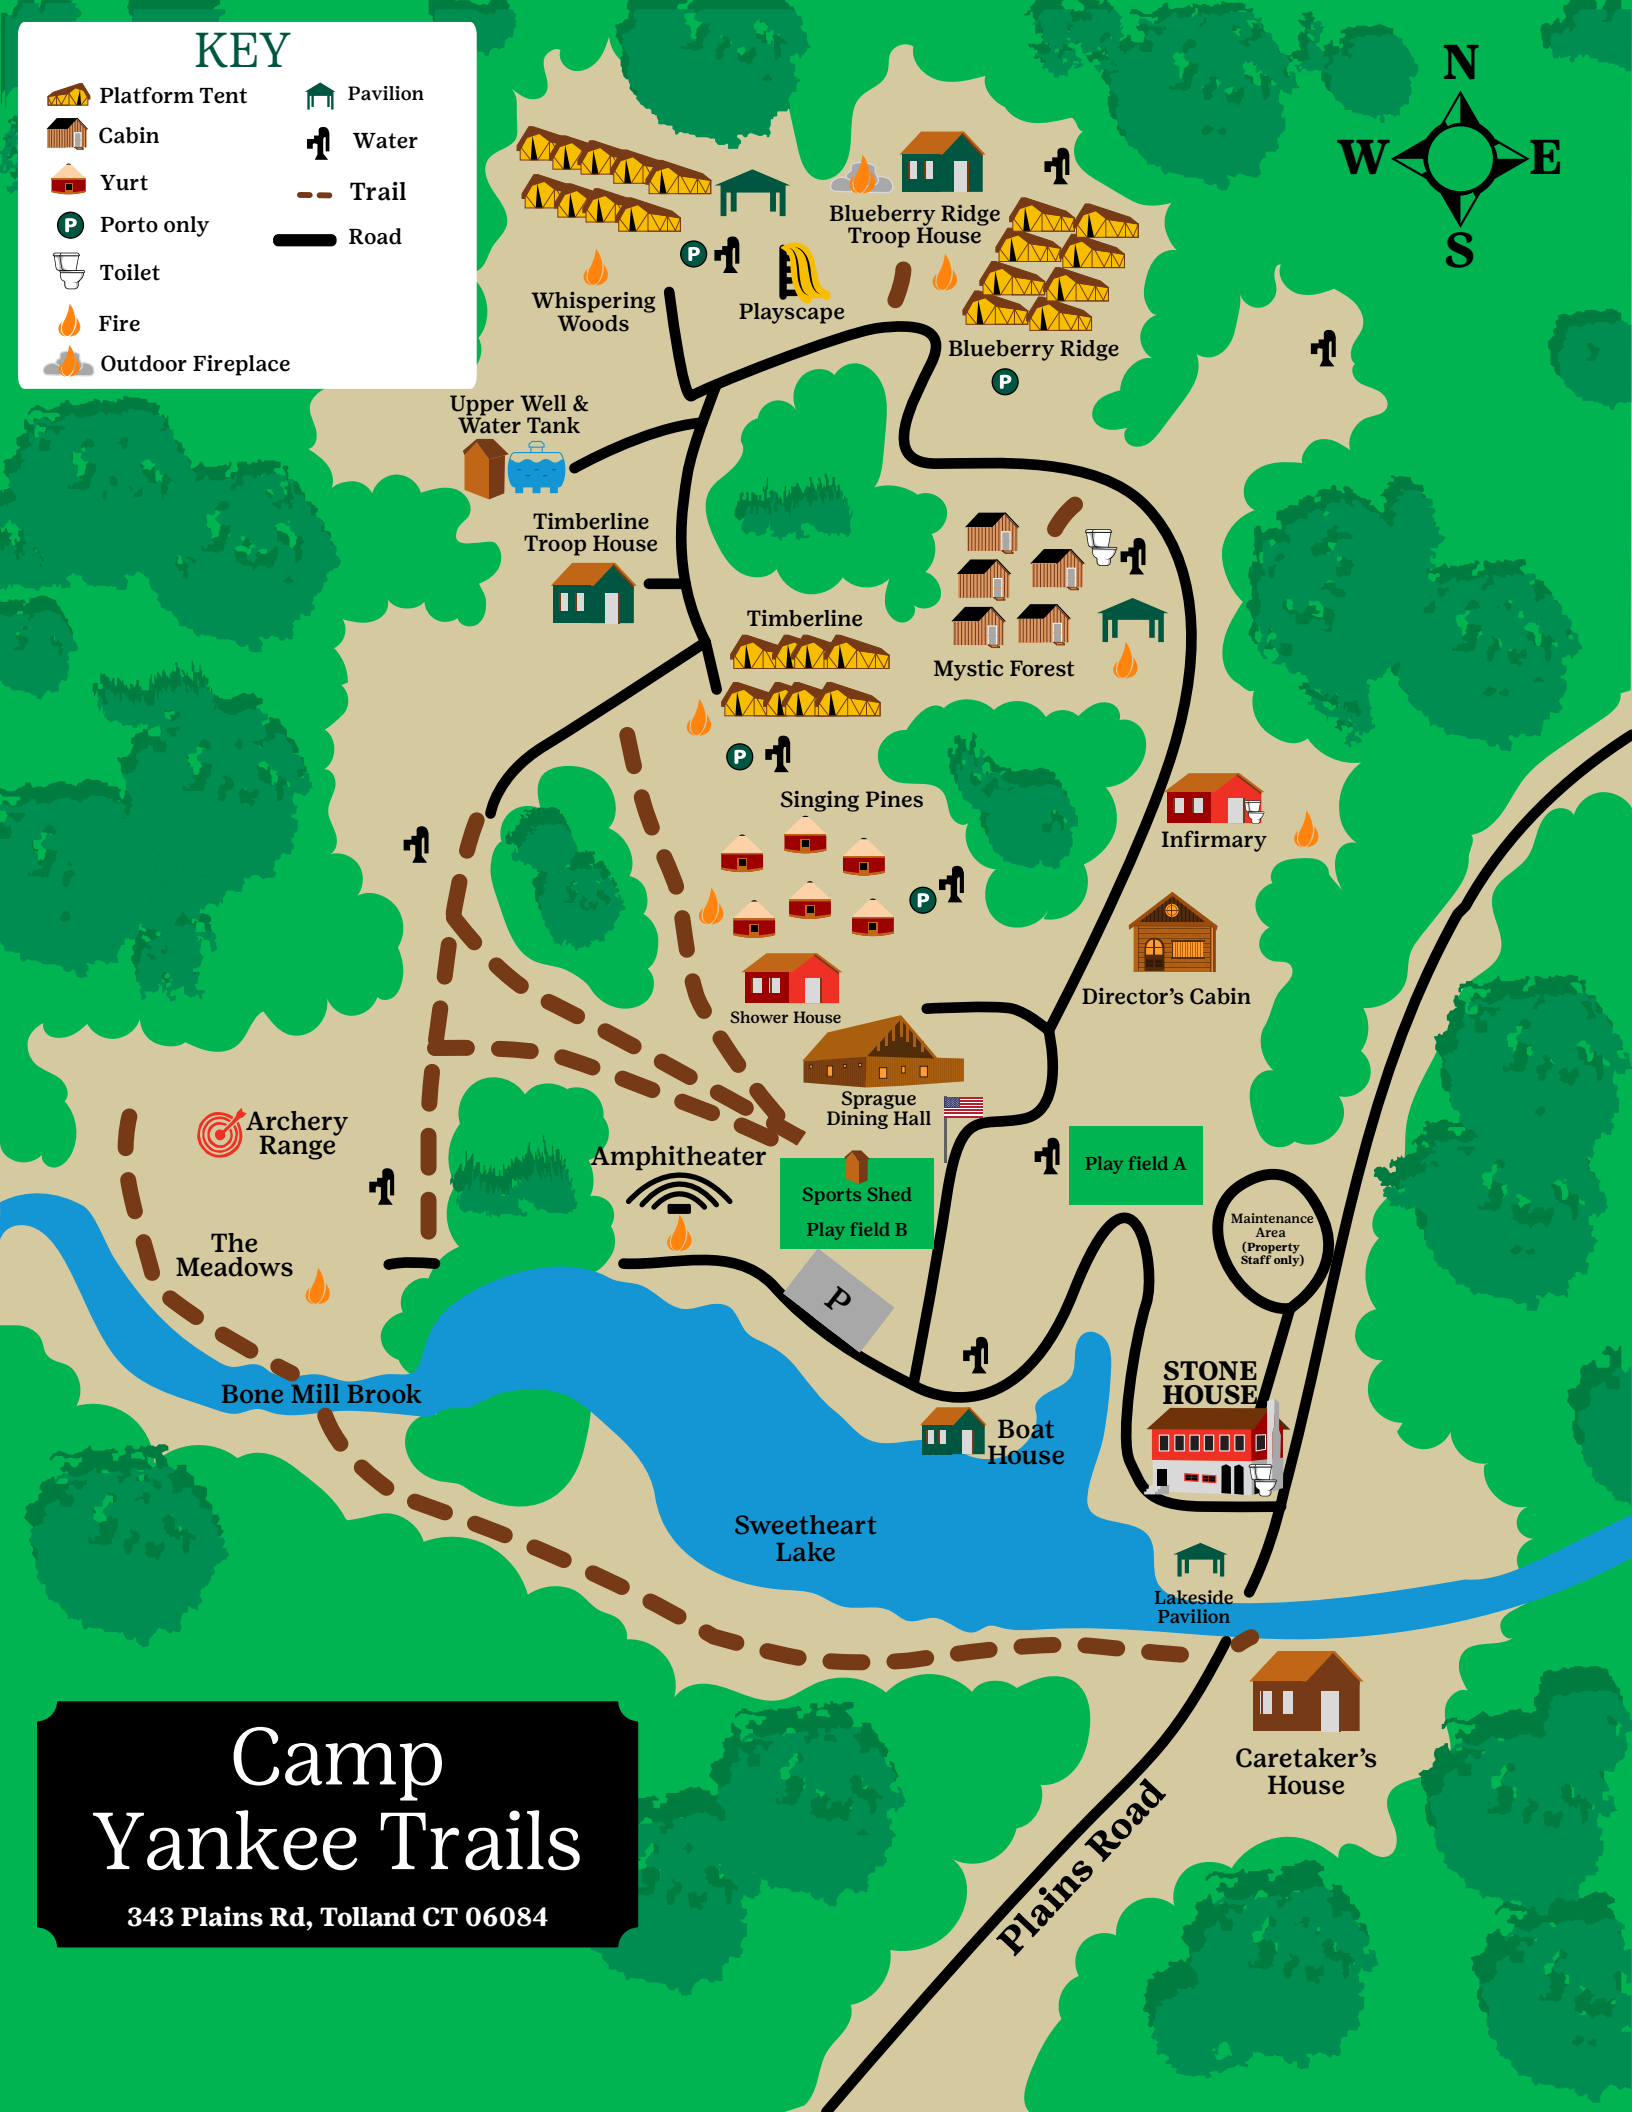 KEY
Platform Tent
Cabin
Yurt
Porto only
Toilet
Fire
Outdoor Fireplace
Pavilion
Water
Trail
Road
N
W
E
S
Blueberry Ridge
Troop House
P
Whispering
Woods
Playscape
Blueberry Ridge
P
Upper Well &
Water Tank
Timberline
Troop House
Timberline
Mystic Forest
P
Singing Pines
Infirmary
P
Director's Cabin
Shower House
Sprague
Dining Hall
Archery
Range
Amphitheater
Play field A
Sports Shed
Play field B
Maintenance
Area
(Property
Staff only)
The
Meadows
P
STONE
HOUSE
Bone Mill Brook
Boat
House
Sweetheart
Lake
Lakeside
Pavilion
Caretaker's
House
Plains Road
Camp
Yankee Trails
343 Plains Rd, Tolland CT 06084